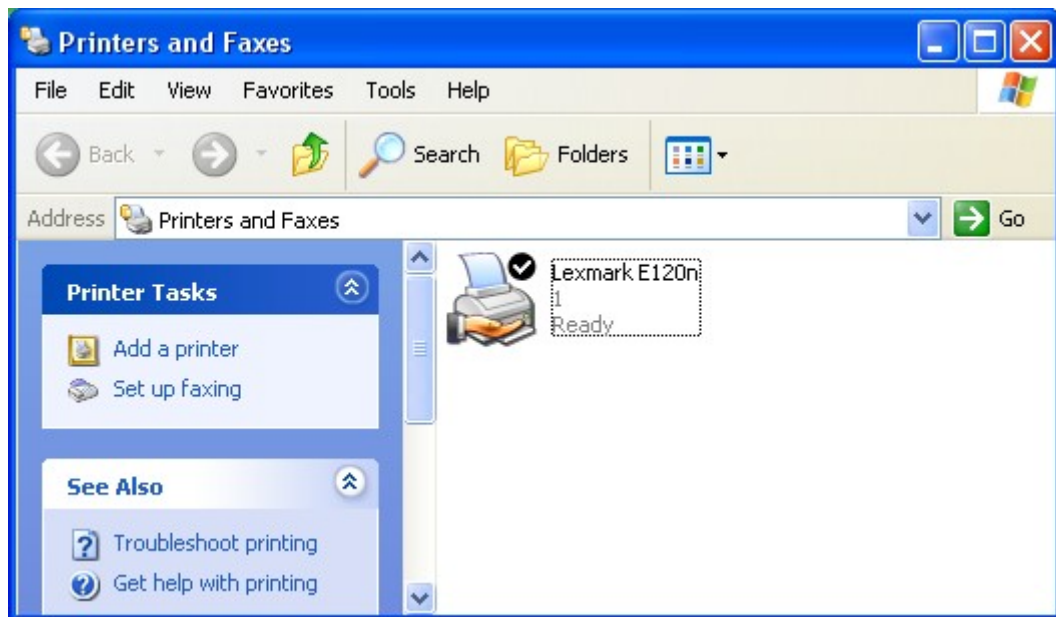 Printers and Faxes
File Edit View Favorites Tools Help
Back Search Folders
Address Printers and Faxes Go
Printer Tasks
Add a printer
Set up faxing
See Also
Troubleshoot printing
Get help with printing
Lexmark E120n
1
Ready